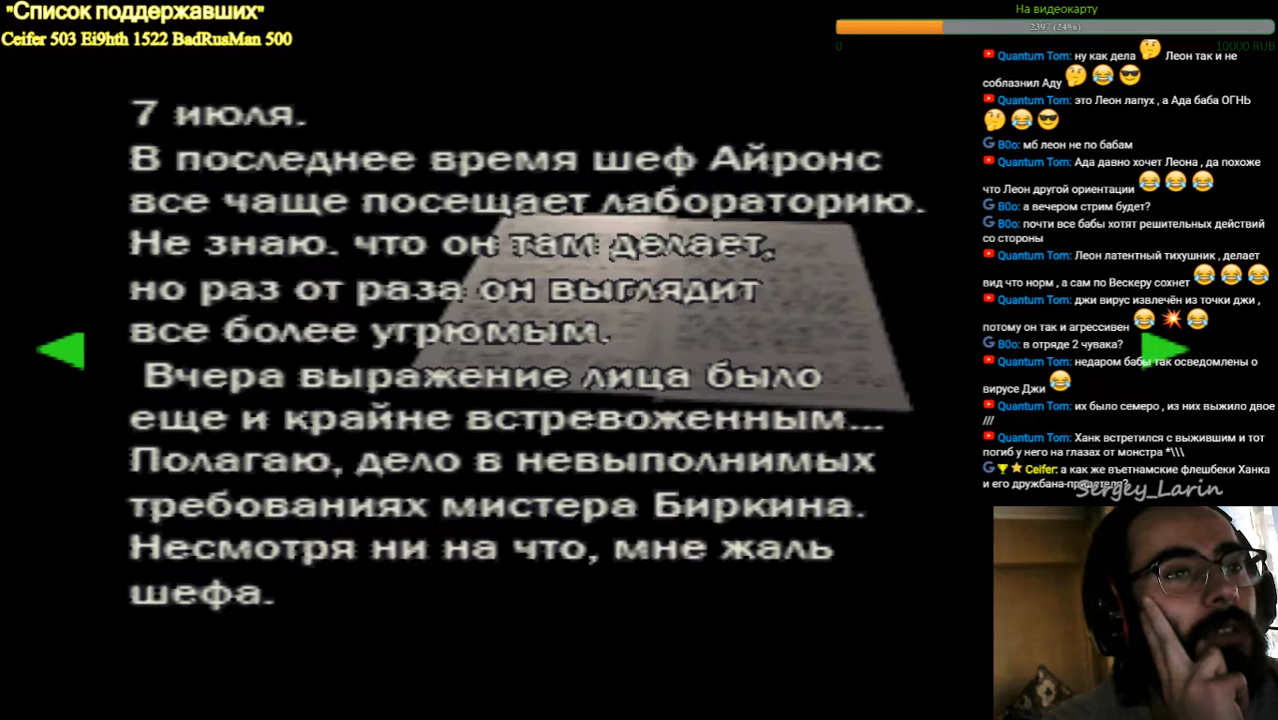 "Список поддержавших"
Ceifer 503 Ei9hth 1522 BadRusMan 500
На видеокарту
2397 (24%)
0
10000 RUB
7 июля.
В последнее время шеф Айронс
все чаще посещает лабораторию.
Не знаю. что он там делает,
но раз от раза он выглядит
все более угрюмым.
Вчера выражение лица было
еще и крайне встревоженным...
Полагаю, дело в невыполнимых
требованиях мистера Биркина.
Несмотря ни на что, мне жаль
шефа.
Quantum Tom: ну как дела 🤔 Леон так и не
соблазнил Аду 🤔 😂 😎
Quantum Tom: это Леон лапух , а Ада баба ОГНЬ
🤔 😂 😎
B0o: мб леон не по бабам
Quantum Tom: Ада давно хочет Леона , да похоже
что Леон другой ориентации 😂 😂 😂
B0o: а вечером стрим будет?
B0o: почти все бабы хотят решительных действий
со стороны
Quantum Tom: Леон латентный тихушник , делает
вид что норм , а сам по Вескеру сохнет 😂 😂 😂
Quantum Tom: джи вирус извлечён из точки джи ,
потому он так и агрессивен 😂 💥 😂
B0o: в отряде 2 чувака?
Quantum Tom: недаром бабы так осведомлены о
вирусе Джи 😂
Quantum Tom: их было семеро , из них выжило двое
///
Quantum Tom: Ханк встретился с выжившим и тот
погиб у него на глазах от монстра *\\\
Ceifer: а как же вьетнамские флешбеки Ханка
и его дружбана-предателя?
Sergey_Larin